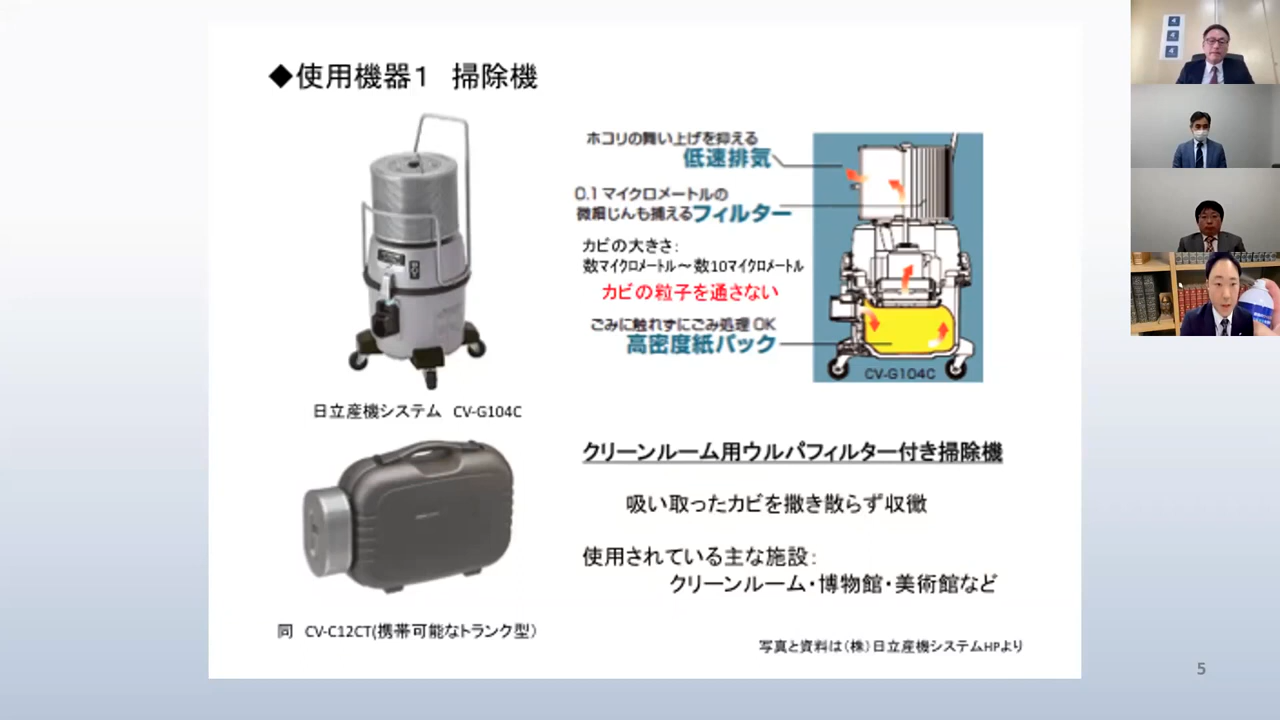 ◆使用機器１　掃除機
ホコリの舞い上げを抑える
低速排気
0.1マイクロメートルの
微細じんも捕えるフィルター
カビの大きさ：
数マイクロメートル～数10マイクロメートル
カビの粒子を通さない
ごみに触れずにごみ処理OK
高密度紙パック
CV-G104C
日立産機システム　CV-G104C
クリーンルーム用ウルパフィルター付き掃除機
吸い取ったカビを撒き散らず収黴
使用されている主な施設：
クリーンルーム・博物館・美術館など
同　CV-C12CT(携帯可能なトランク型）
写真と資料は（株）日立産機システムHPより
5